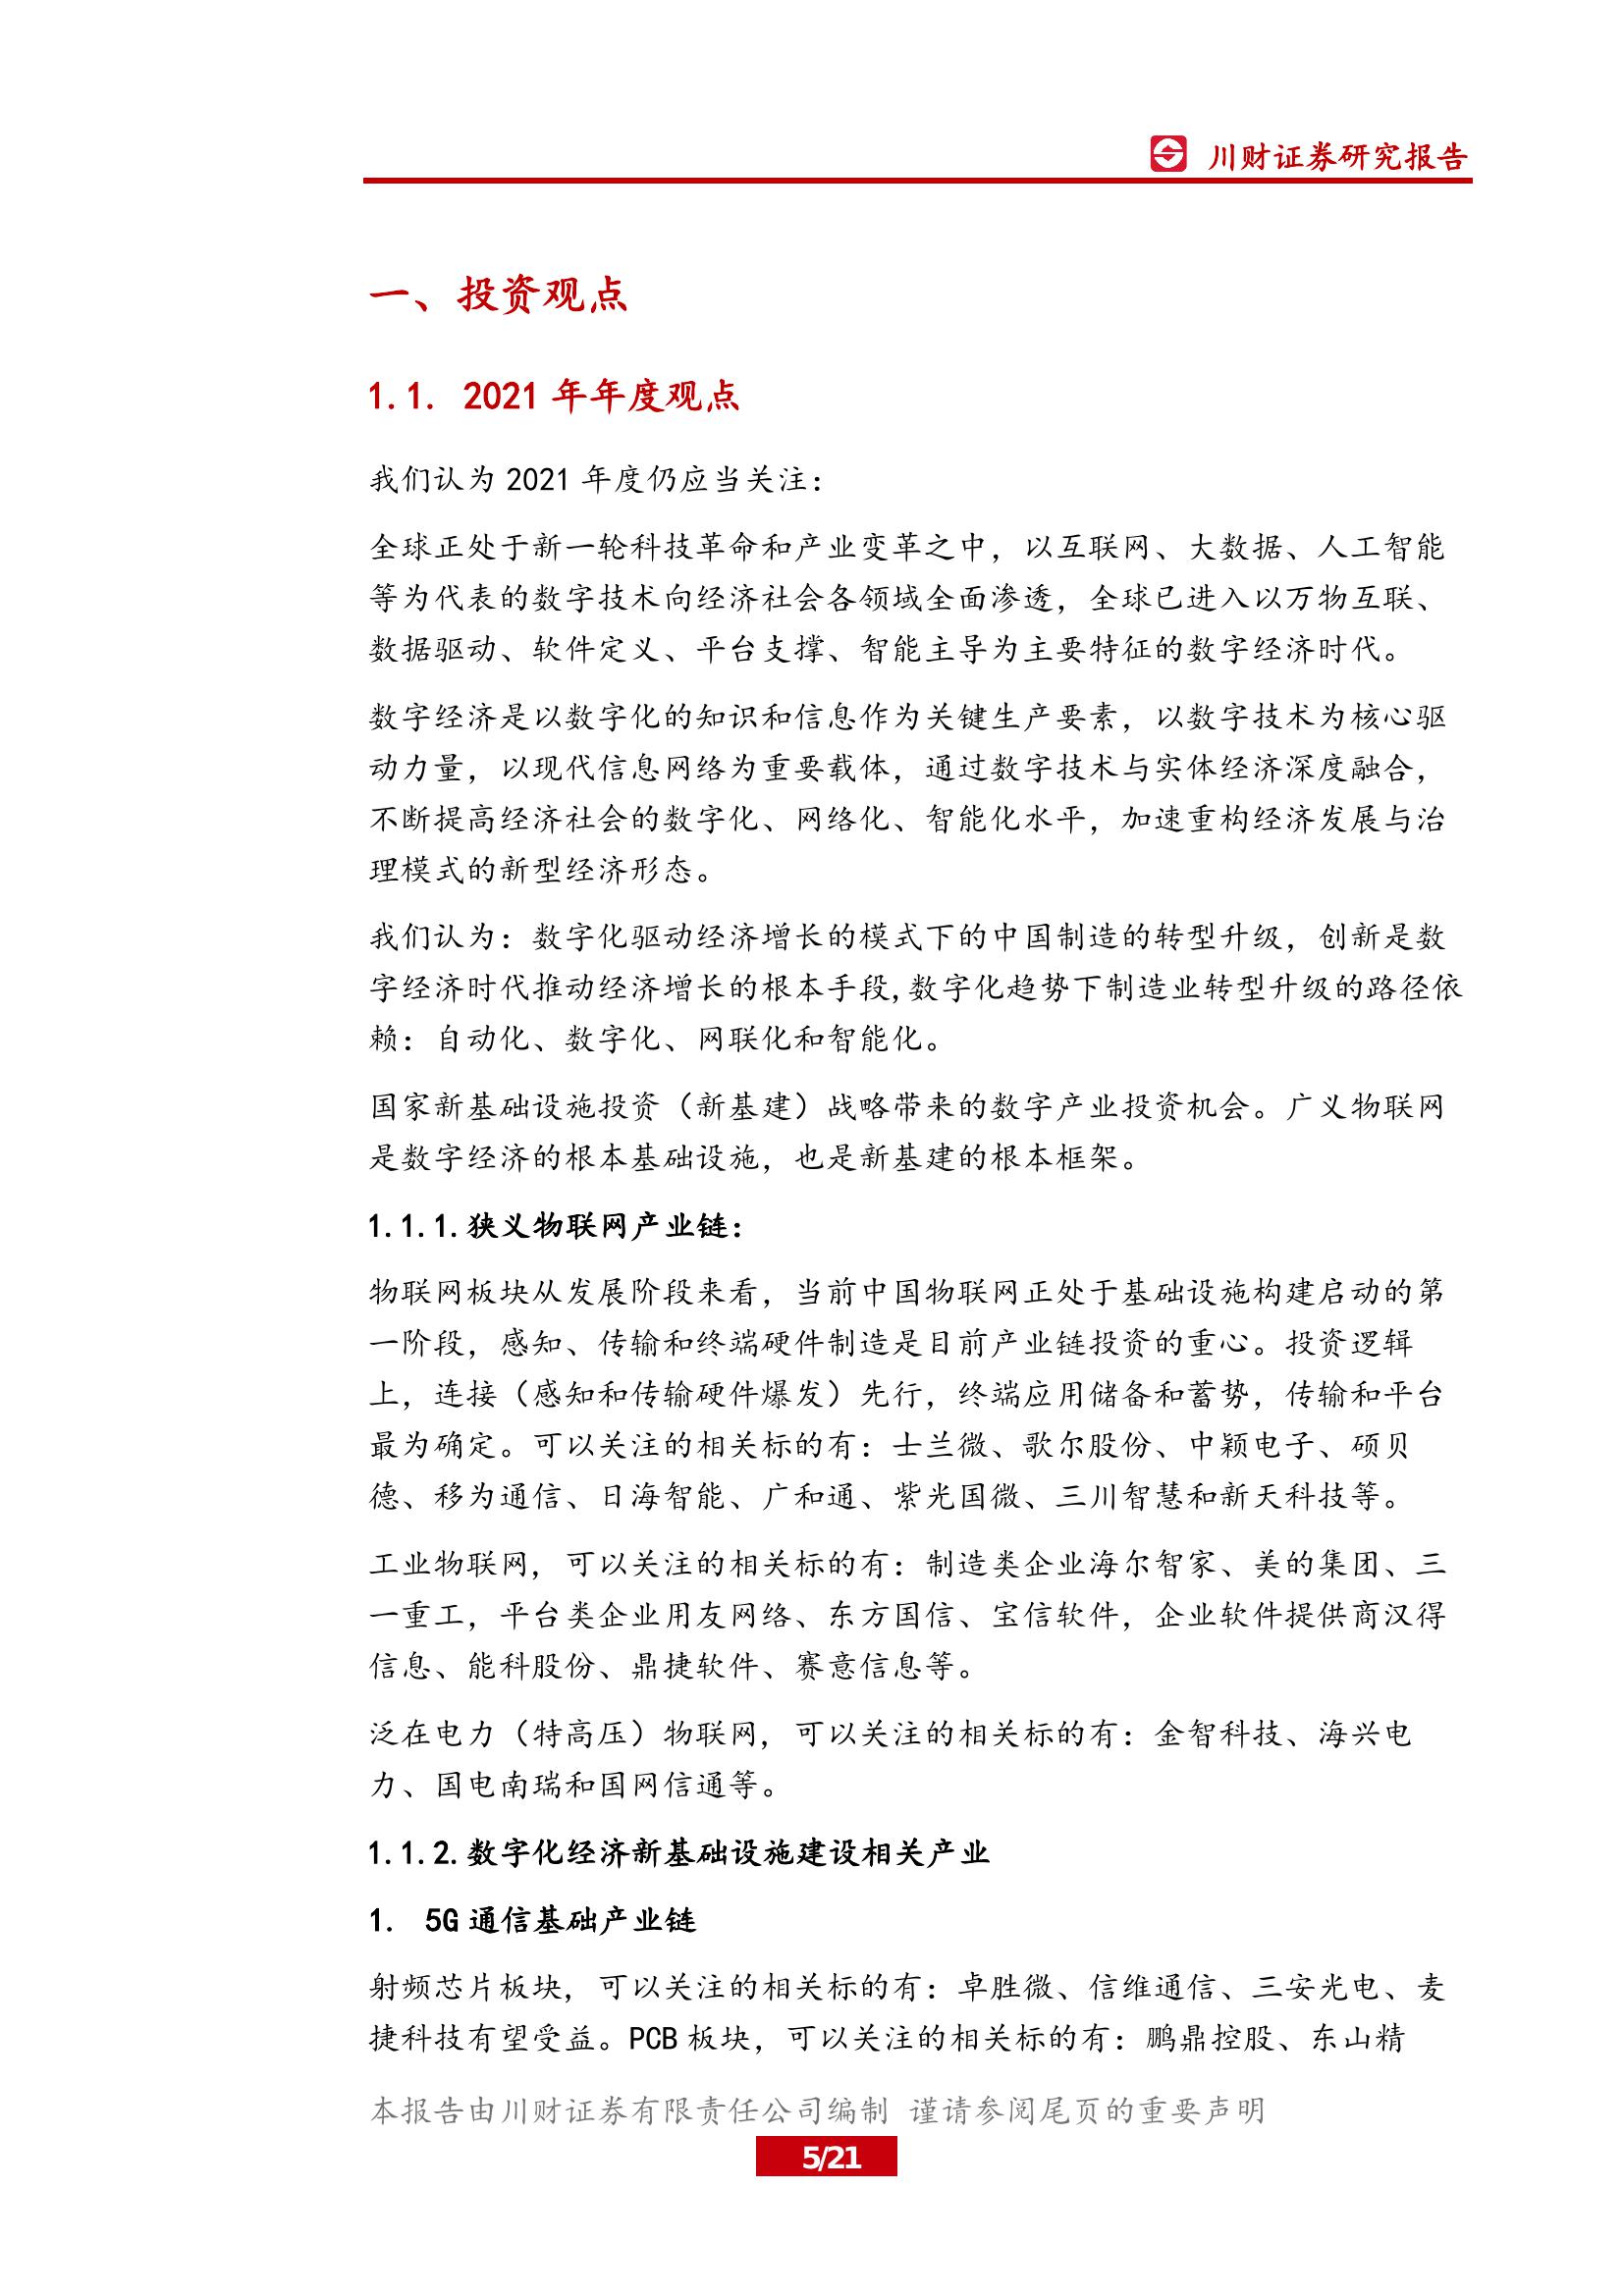 川财证券研究报告
一、投资观点
1.1. 2021 年年度观点
我们认为 2021 年度仍应当关注：
全球正处于新一轮科技革命和产业变革之中，以互联网、大数据、人工智能
等为代表的数字技术向经济社会各领域全面渗透，全球已进入以万物互联、
数据驱动、软件定义、平台支撑、智能主导为主要特征的数字经济时代。
数字经济是以数字化的知识和信息作为关键生产要素，以数字技术为核心驱
动力量，以现代信息网络为重要载体，通过数字技术与实体经济深度融合，
不断提高经济社会的数字化、网络化、智能化水平，加速重构经济发展与治
理模式的新型经济形态。
我们认为：数字化驱动经济增长的模式下的中国制造的转型升级，创新是数
字经济时代推动经济增长的根本手段,数字化趋势下制造业转型升级的路径依
赖：自动化、数字化、网联化和智能化。
国家新基础设施投资（新基建）战略带来的数字产业投资机会。广义物联网
是数字经济的根本基础设施，也是新基建的根本框架。
1.1.1.狭义物联网产业链：
物联网板块从发展阶段来看，当前中国物联网正处于基础设施构建启动的第
一阶段，感知、传输和终端硬件制造是目前产业链投资的重心。投资逻辑
上，连接（感知和传输硬件爆发）先行，终端应用储备和蓄势，传输和平台
最为确定。可以关注的相关标的有：士兰微、歌尔股份、中颖电子、硕贝
德、移为通信、日海智能、广和通、紫光国微、三川智慧和新天科技等。
工业物联网，可以关注的相关标的有：制造类企业海尔智家、美的集团、三
一重工，平台类企业用友网络、东方国信、宝信软件，企业软件提供商汉得
信息、能科股份、鼎捷软件、赛意信息等。
泛在电力（特高压）物联网，可以关注的相关标的有：金智科技、海兴电
力、国电南瑞和国网信通等。
1.1.2.数字化经济新基础设施建设相关产业
1. 5G 通信基础产业链
射频芯片板块，可以关注的相关标的有：卓胜微、信维通信、三安光电、麦
捷科技有望受益。PCB 板块，可以关注的相关标的有：鹏鼎控股、东山精
本报告由川财证券有限责任公司编制 谨请参阅尾页的重要声明
5/21